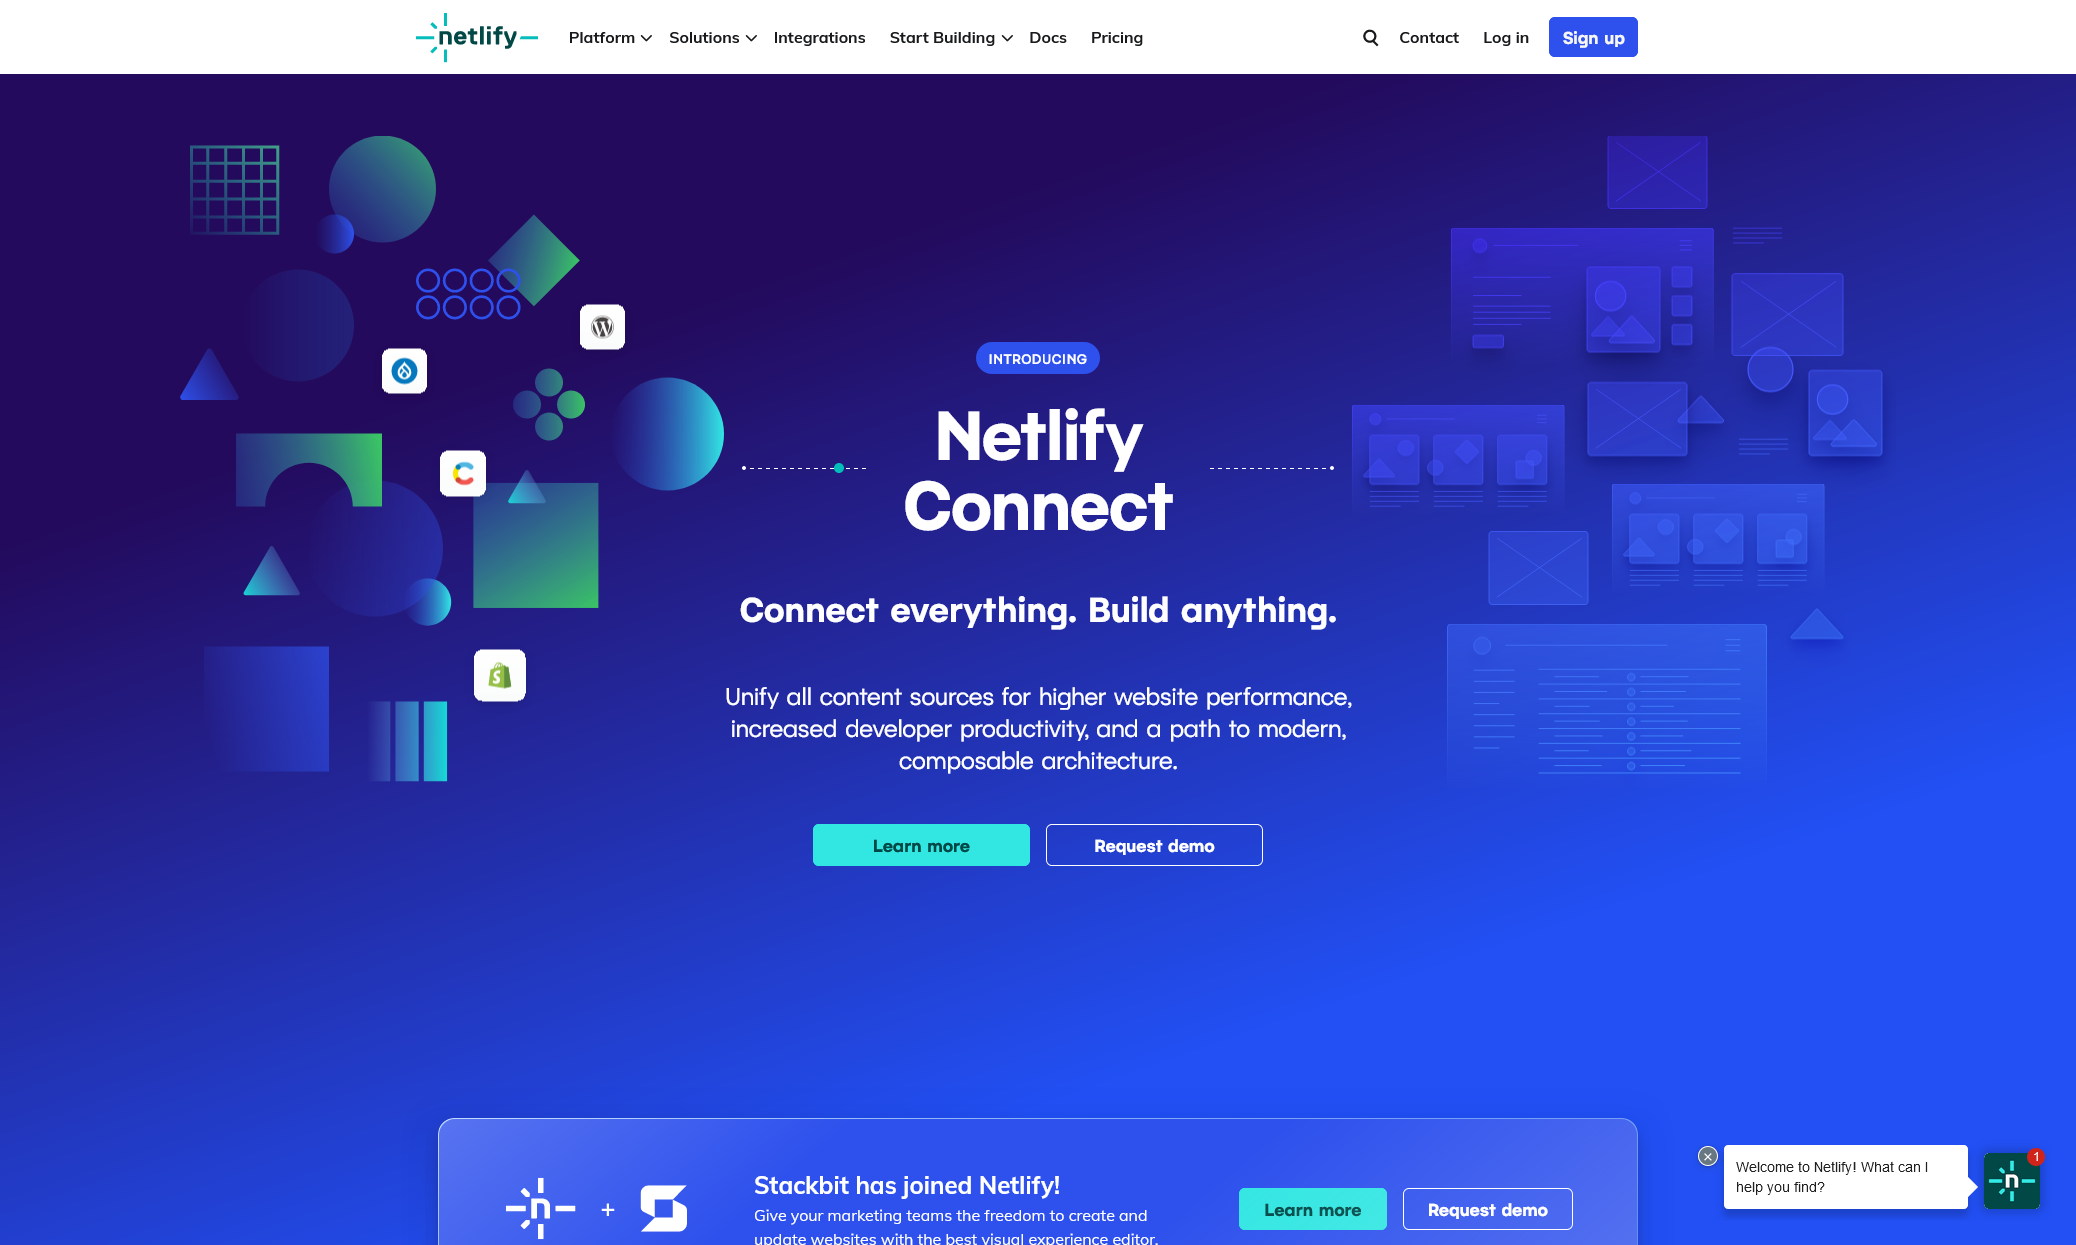 netlify
Platform
Solutions
Integrations
Start Building
Docs
Pricing
Contact
Log in
Sign up
INTRODUCING
Netlify
Connect
Connect everything. Build anything.
Unify all content sources for higher website performance,
increased developer productivity, and a path to modern,
composable architecture.
Learn more
Request demo
Stackbit has joined Netlify!
Give your marketing teams the freedom to create and
update websites with the best visual experience editor.
Learn more
Request demo
Welcome to Netlify! What can I
help you find?
1